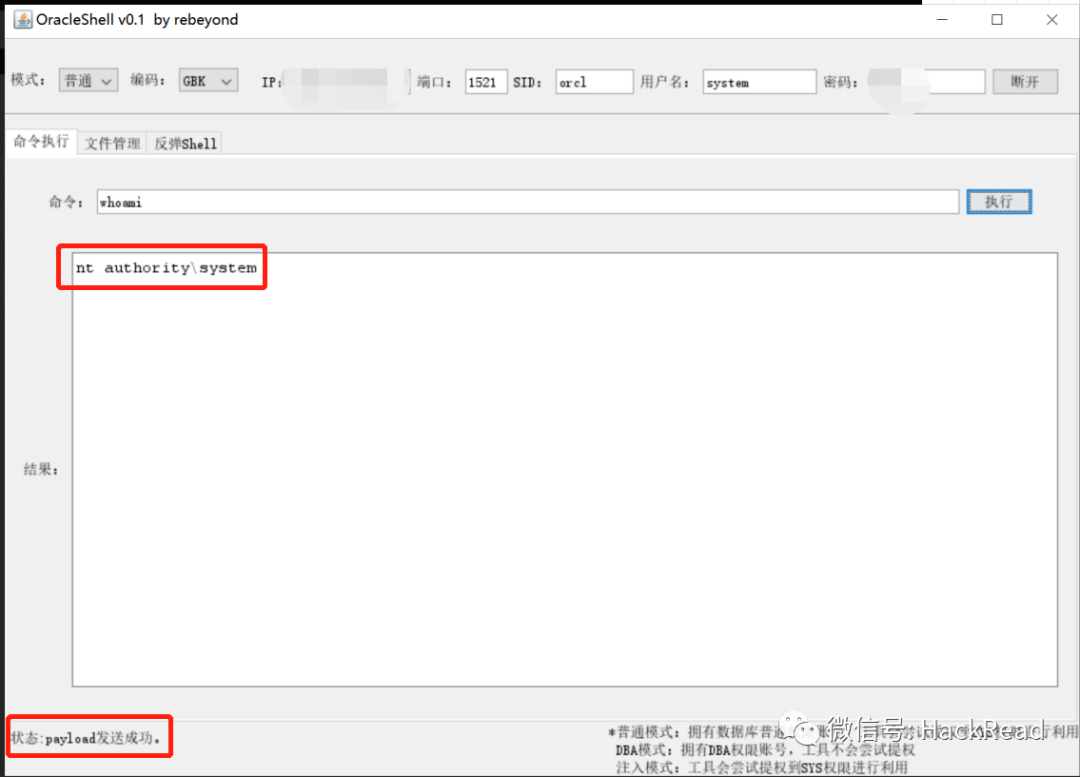 OracleShell v0.1 by rebeyond
模式： 普通 编码： GBK IP: 端口： 1521 SID: orcl 用户名： system 密码： 断开
命令执行 文件管理 反弹Shell
命令： whoami 执行
nt authority\system
结果：
状态:payload发送成功。
*普通模式：拥有数据库普通
微信号: HackRead
行利用
DBA模式：拥有DBA权限账号，工具不会尝试提权
注入模式：工具会尝试提权到SYS权限进行利用